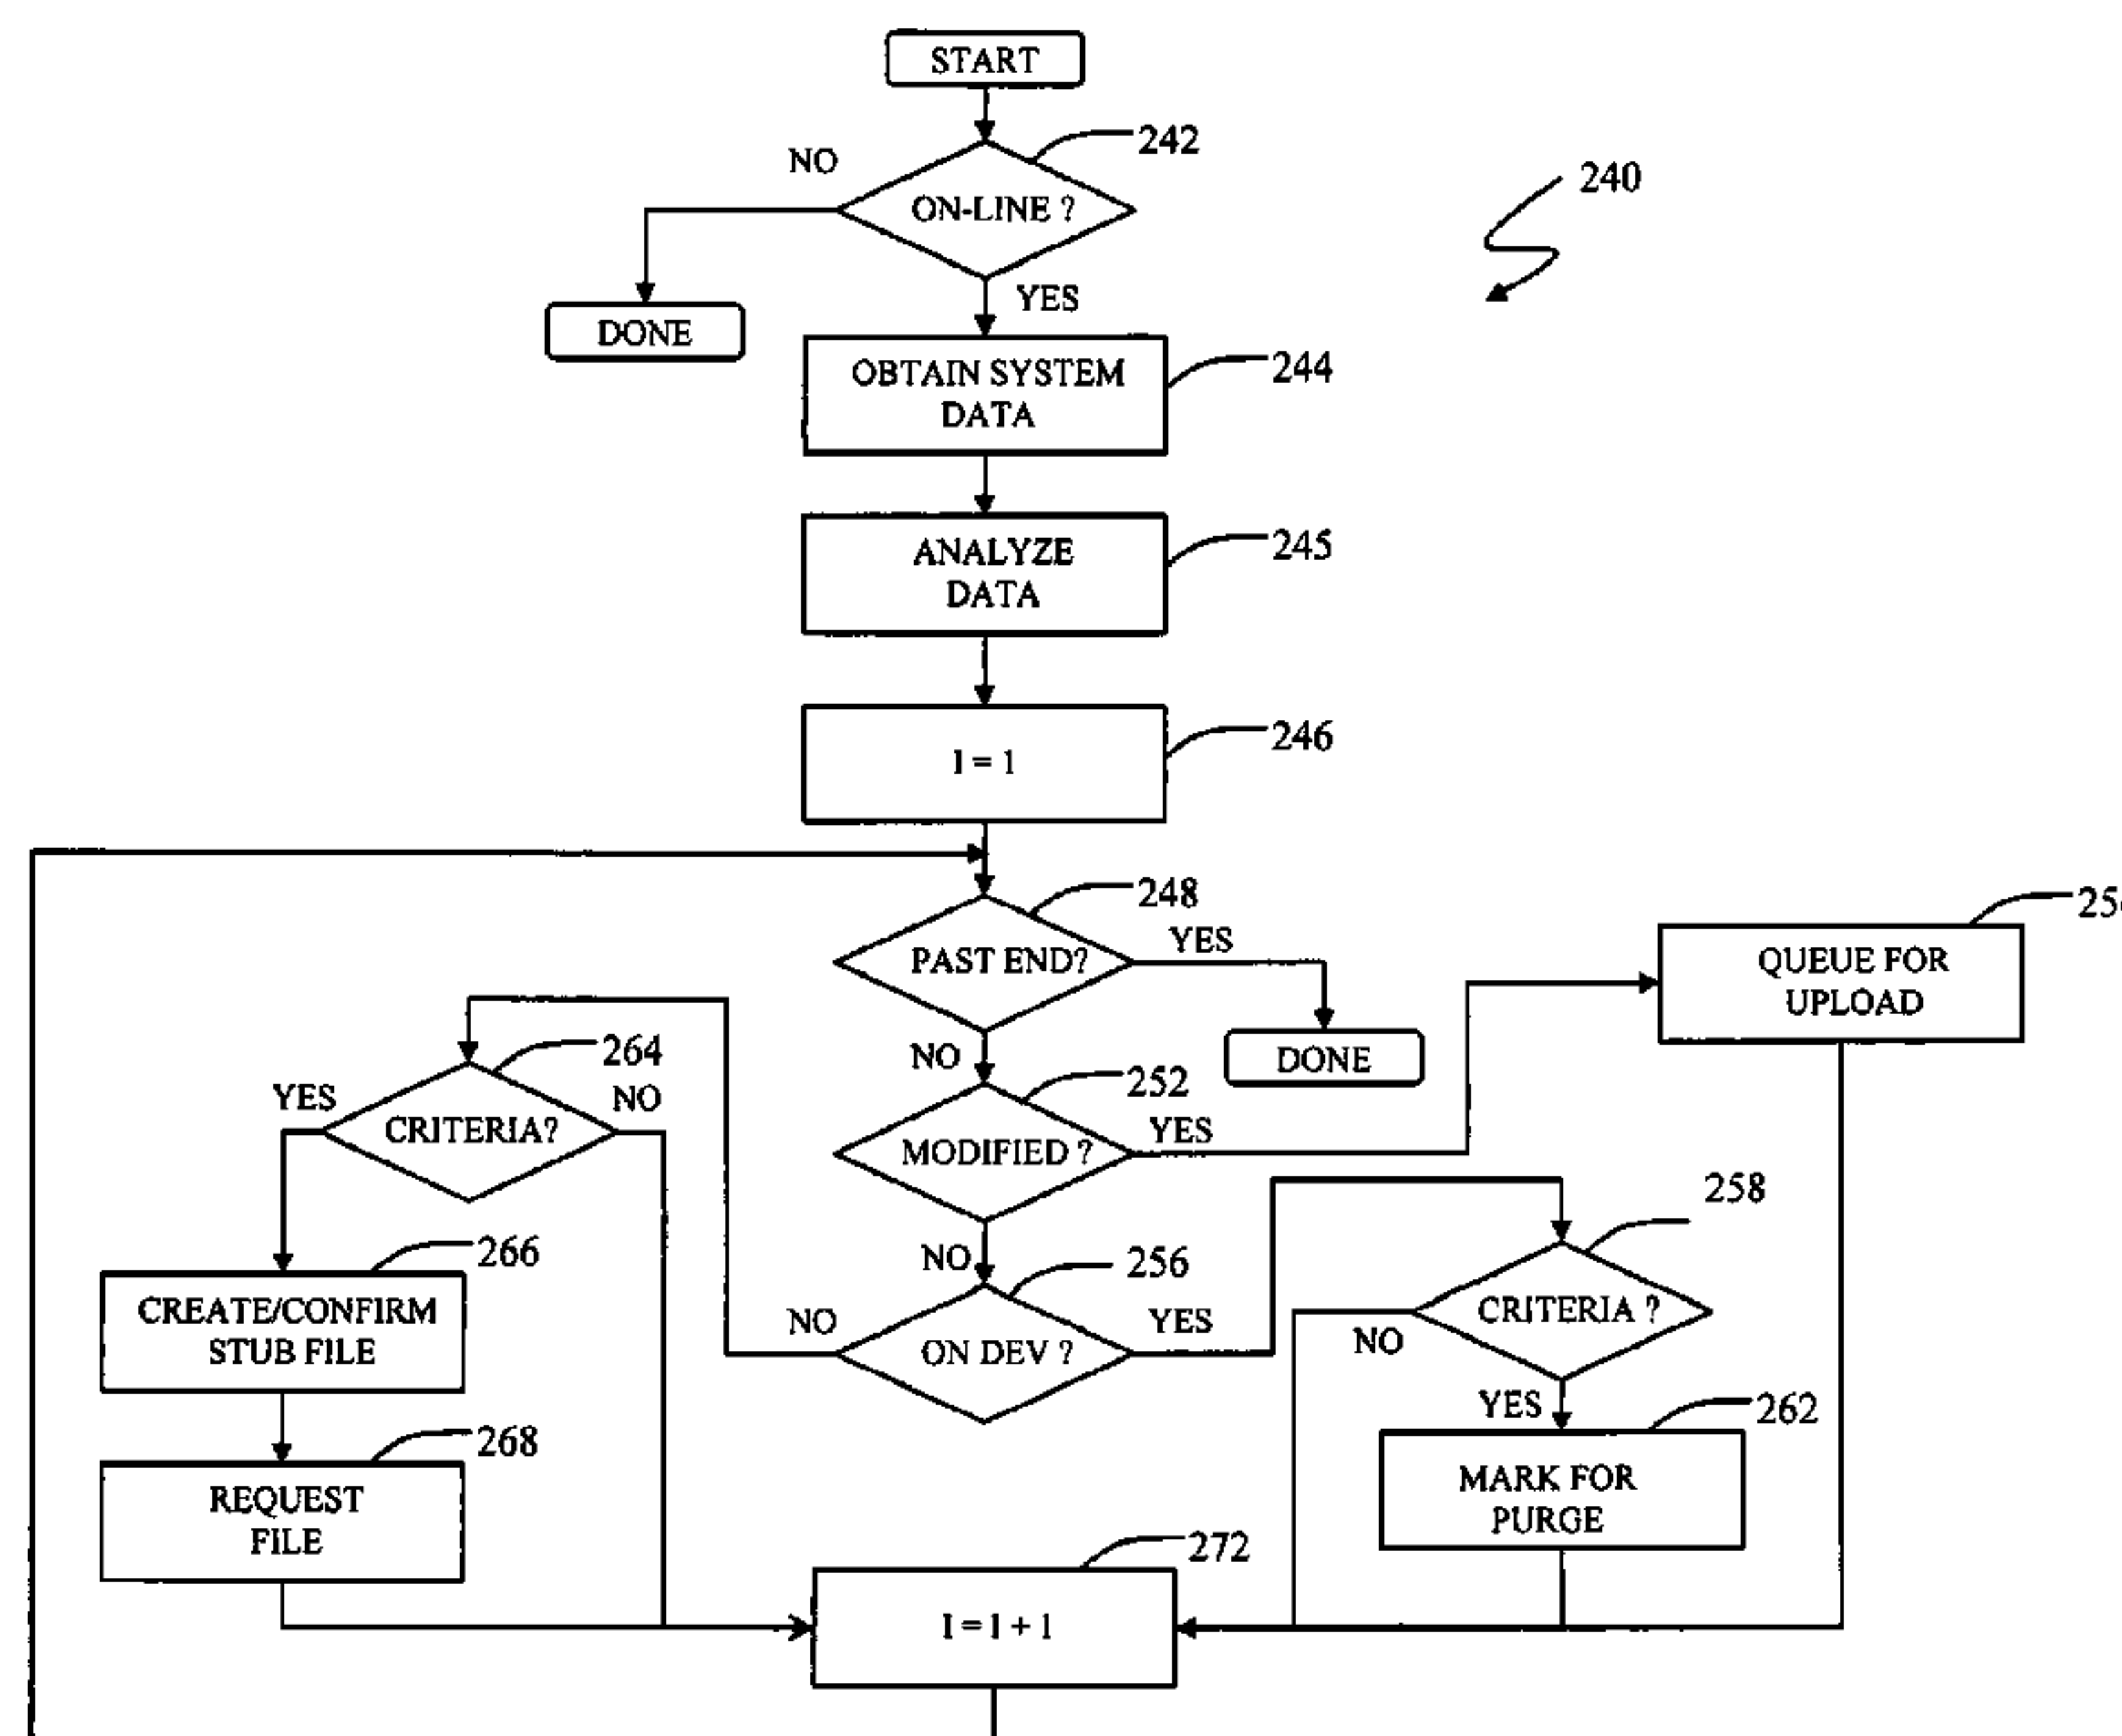 START
242
NO
240
ON-LINE ?
YES
DONE
OBTAIN SYSTEM
DATA
244
ANALYZE
DATA
245
I = 1
246
248
PAST END?
YES
QUEUE FOR
UPLOAD
NO
DONE
264
YES
NO
CRITERIA?
252
MODIFIED ?
YES
258
NO
256
266
CREATE/CONFIRM
STUB FILE
NO
ON DEV ?
YES
CRITERIA ?
NO
YES
262
268
REQUEST
FILE
MARK FOR
PURGE
272
I = I + 1